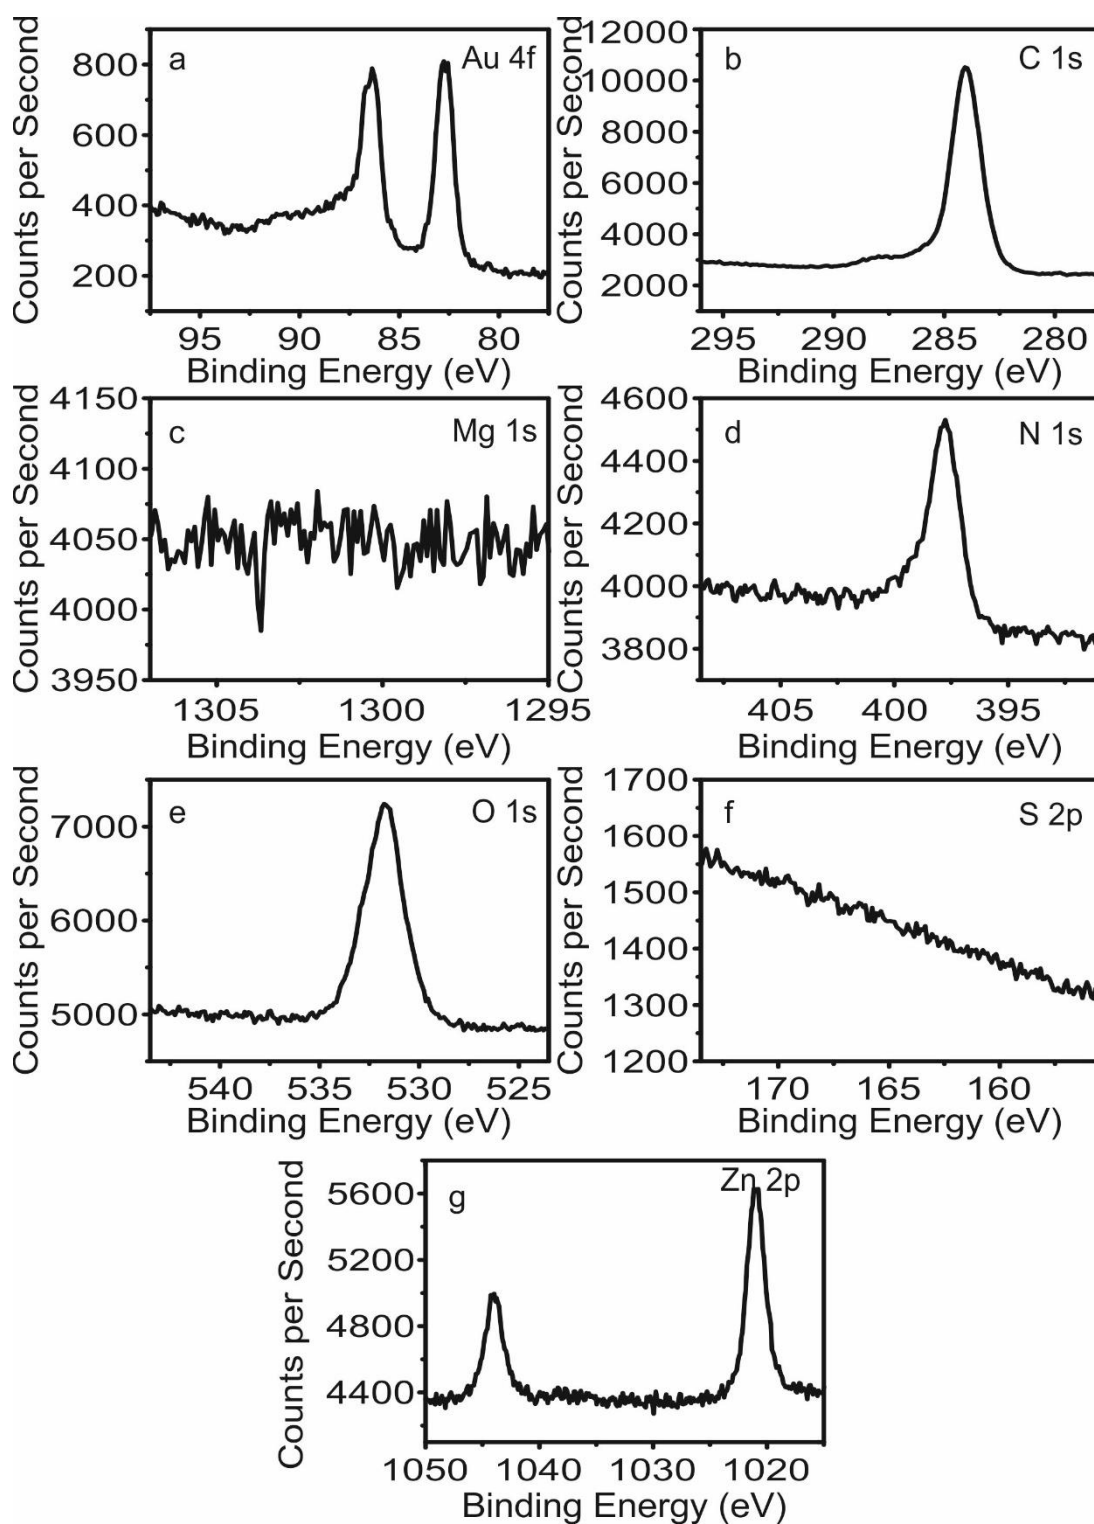 a
Au 4f
Counts per Second
800
600
400
200
95
90
85
80
Binding Energy (eV)
b
C 1s
Counts per Second
12000
10000
8000
6000
4000
2000
295
290
285
280
Binding Energy (eV)
c
Mg 1s
Counts per Second
4150
4100
4050
4000
3950
1305
1300
1295
Binding Energy (eV)
d
N 1s
Counts per Second
4600
4400
4200
4000
3800
405
400
395
Binding Energy (eV)
e
O 1s
Counts per Second
7000
6000
5000
540
535
530
525
Binding Energy (eV)
f
S 2p
Counts per Second
1700
1600
1500
1400
1300
1200
170
165
160
Binding Energy (eV)
g
Zn 2p
Counts per Second
5600
5200
4800
4400
1050
1040
1030
1020
Binding Energy (eV)